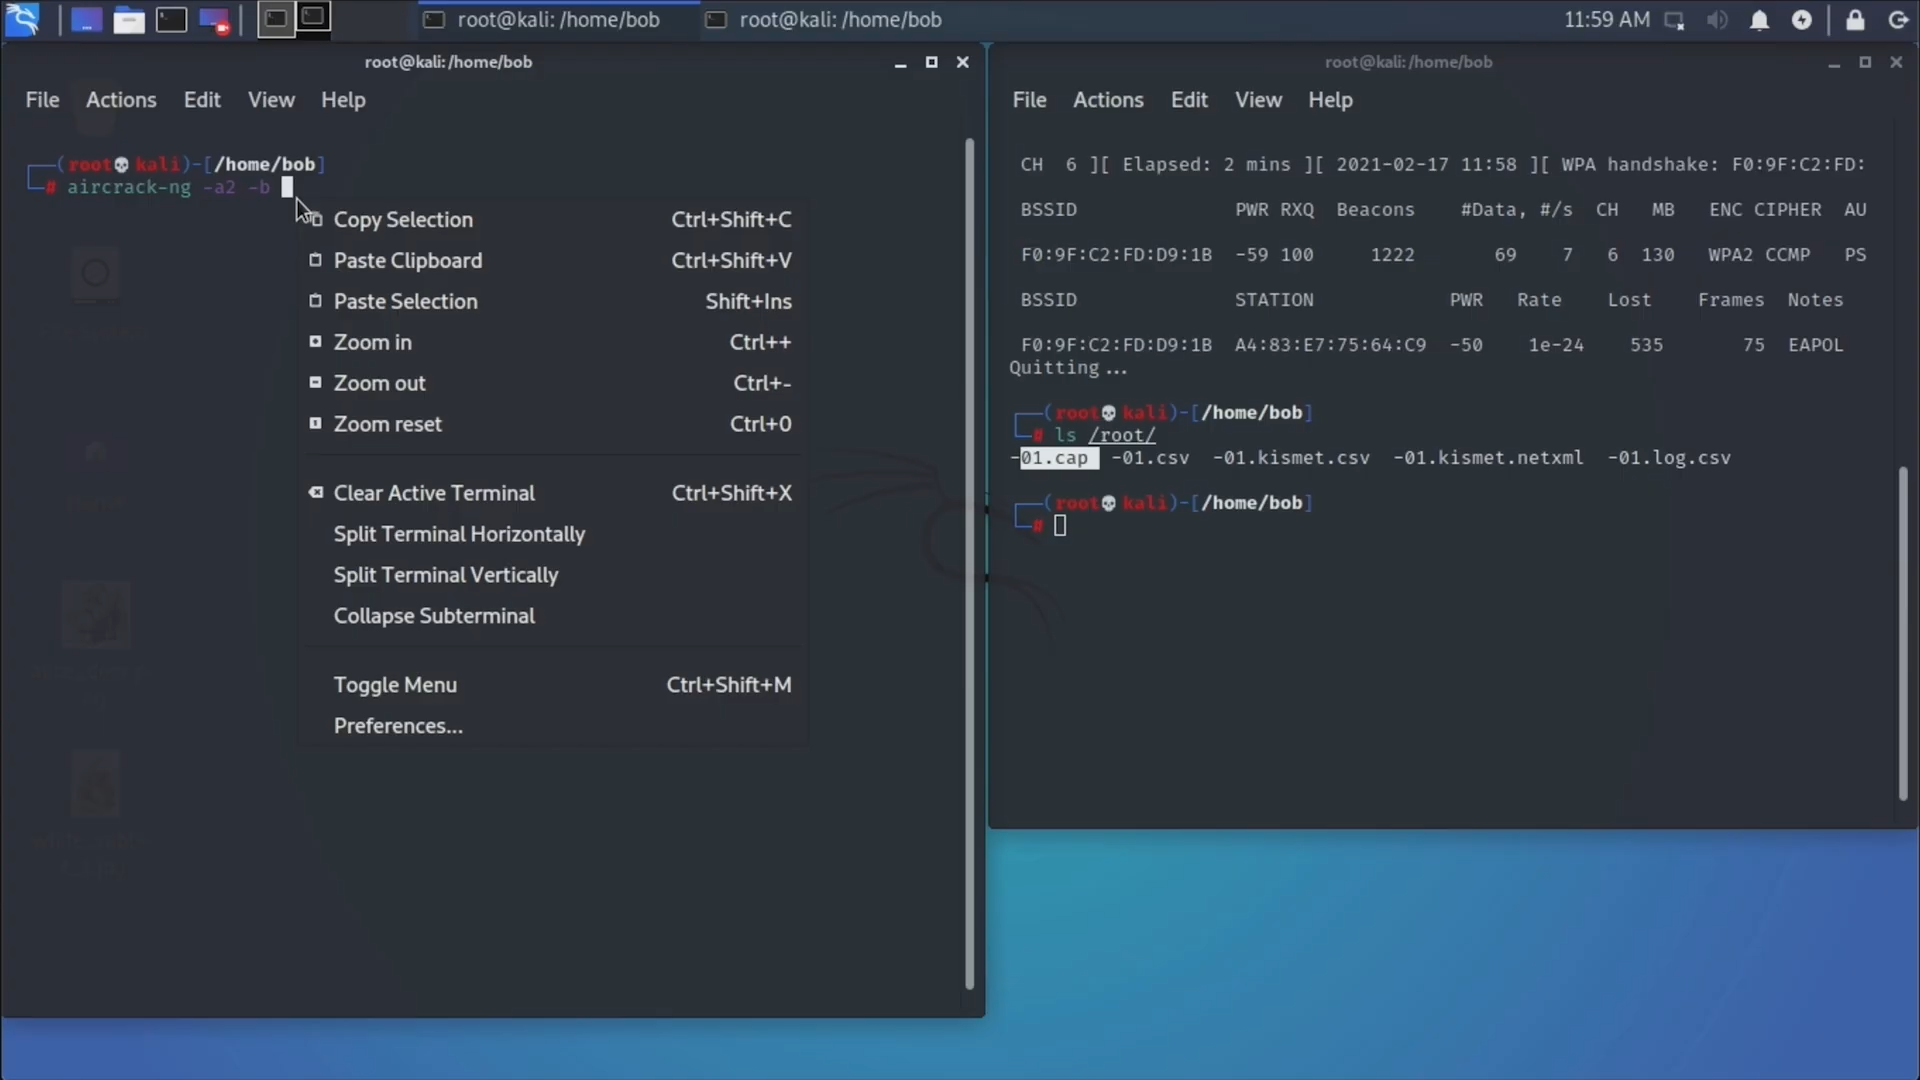 root@kali: /home/bob
root@kali: /home/bob
11:59 AM
root@kali: /home/bob
File Actions Edit View Help
┌──(root💀kali)-[/home/bob]
└─# aircrack-ng -a2 -b
Copy Selection Ctrl+Shift+C
Paste Clipboard Ctrl+Shift+V
Paste Selection Shift+Ins
Zoom in Ctrl++
Zoom out Ctrl+-
Zoom reset Ctrl+0
Clear Active Terminal Ctrl+Shift+X
Split Terminal Horizontally
Split Terminal Vertically
Collapse Subterminal
Toggle Menu Ctrl+Shift+M
Preferences...
root@kali: /home/bob
File Actions Edit View Help
CH 6 ][ Elapsed: 2 mins ][ 2021-02-17 11:58 ][ WPA handshake: F0:9F:C2:FD:
BSSID PWR RXQ Beacons #Data, #/s CH MB ENC CIPHER AU
F0:9F:C2:FD:D9:1B -59 100 1222 69 7 6 130 WPA2 CCMP PS
BSSID STATION PWR Rate Lost Frames Notes
F0:9F:C2:FD:D9:1B A4:83:E7:75:64:C9 -50 1e-24 535 75 EAPOL
Quitting...
┌──(root💀kali)-[/home/bob]
└─# ls /root/
-01.cap -01.csv -01.kismet.csv -01.kismet.netxml -01.log.csv
┌──(root💀kali)-[/home/bob]
└─#